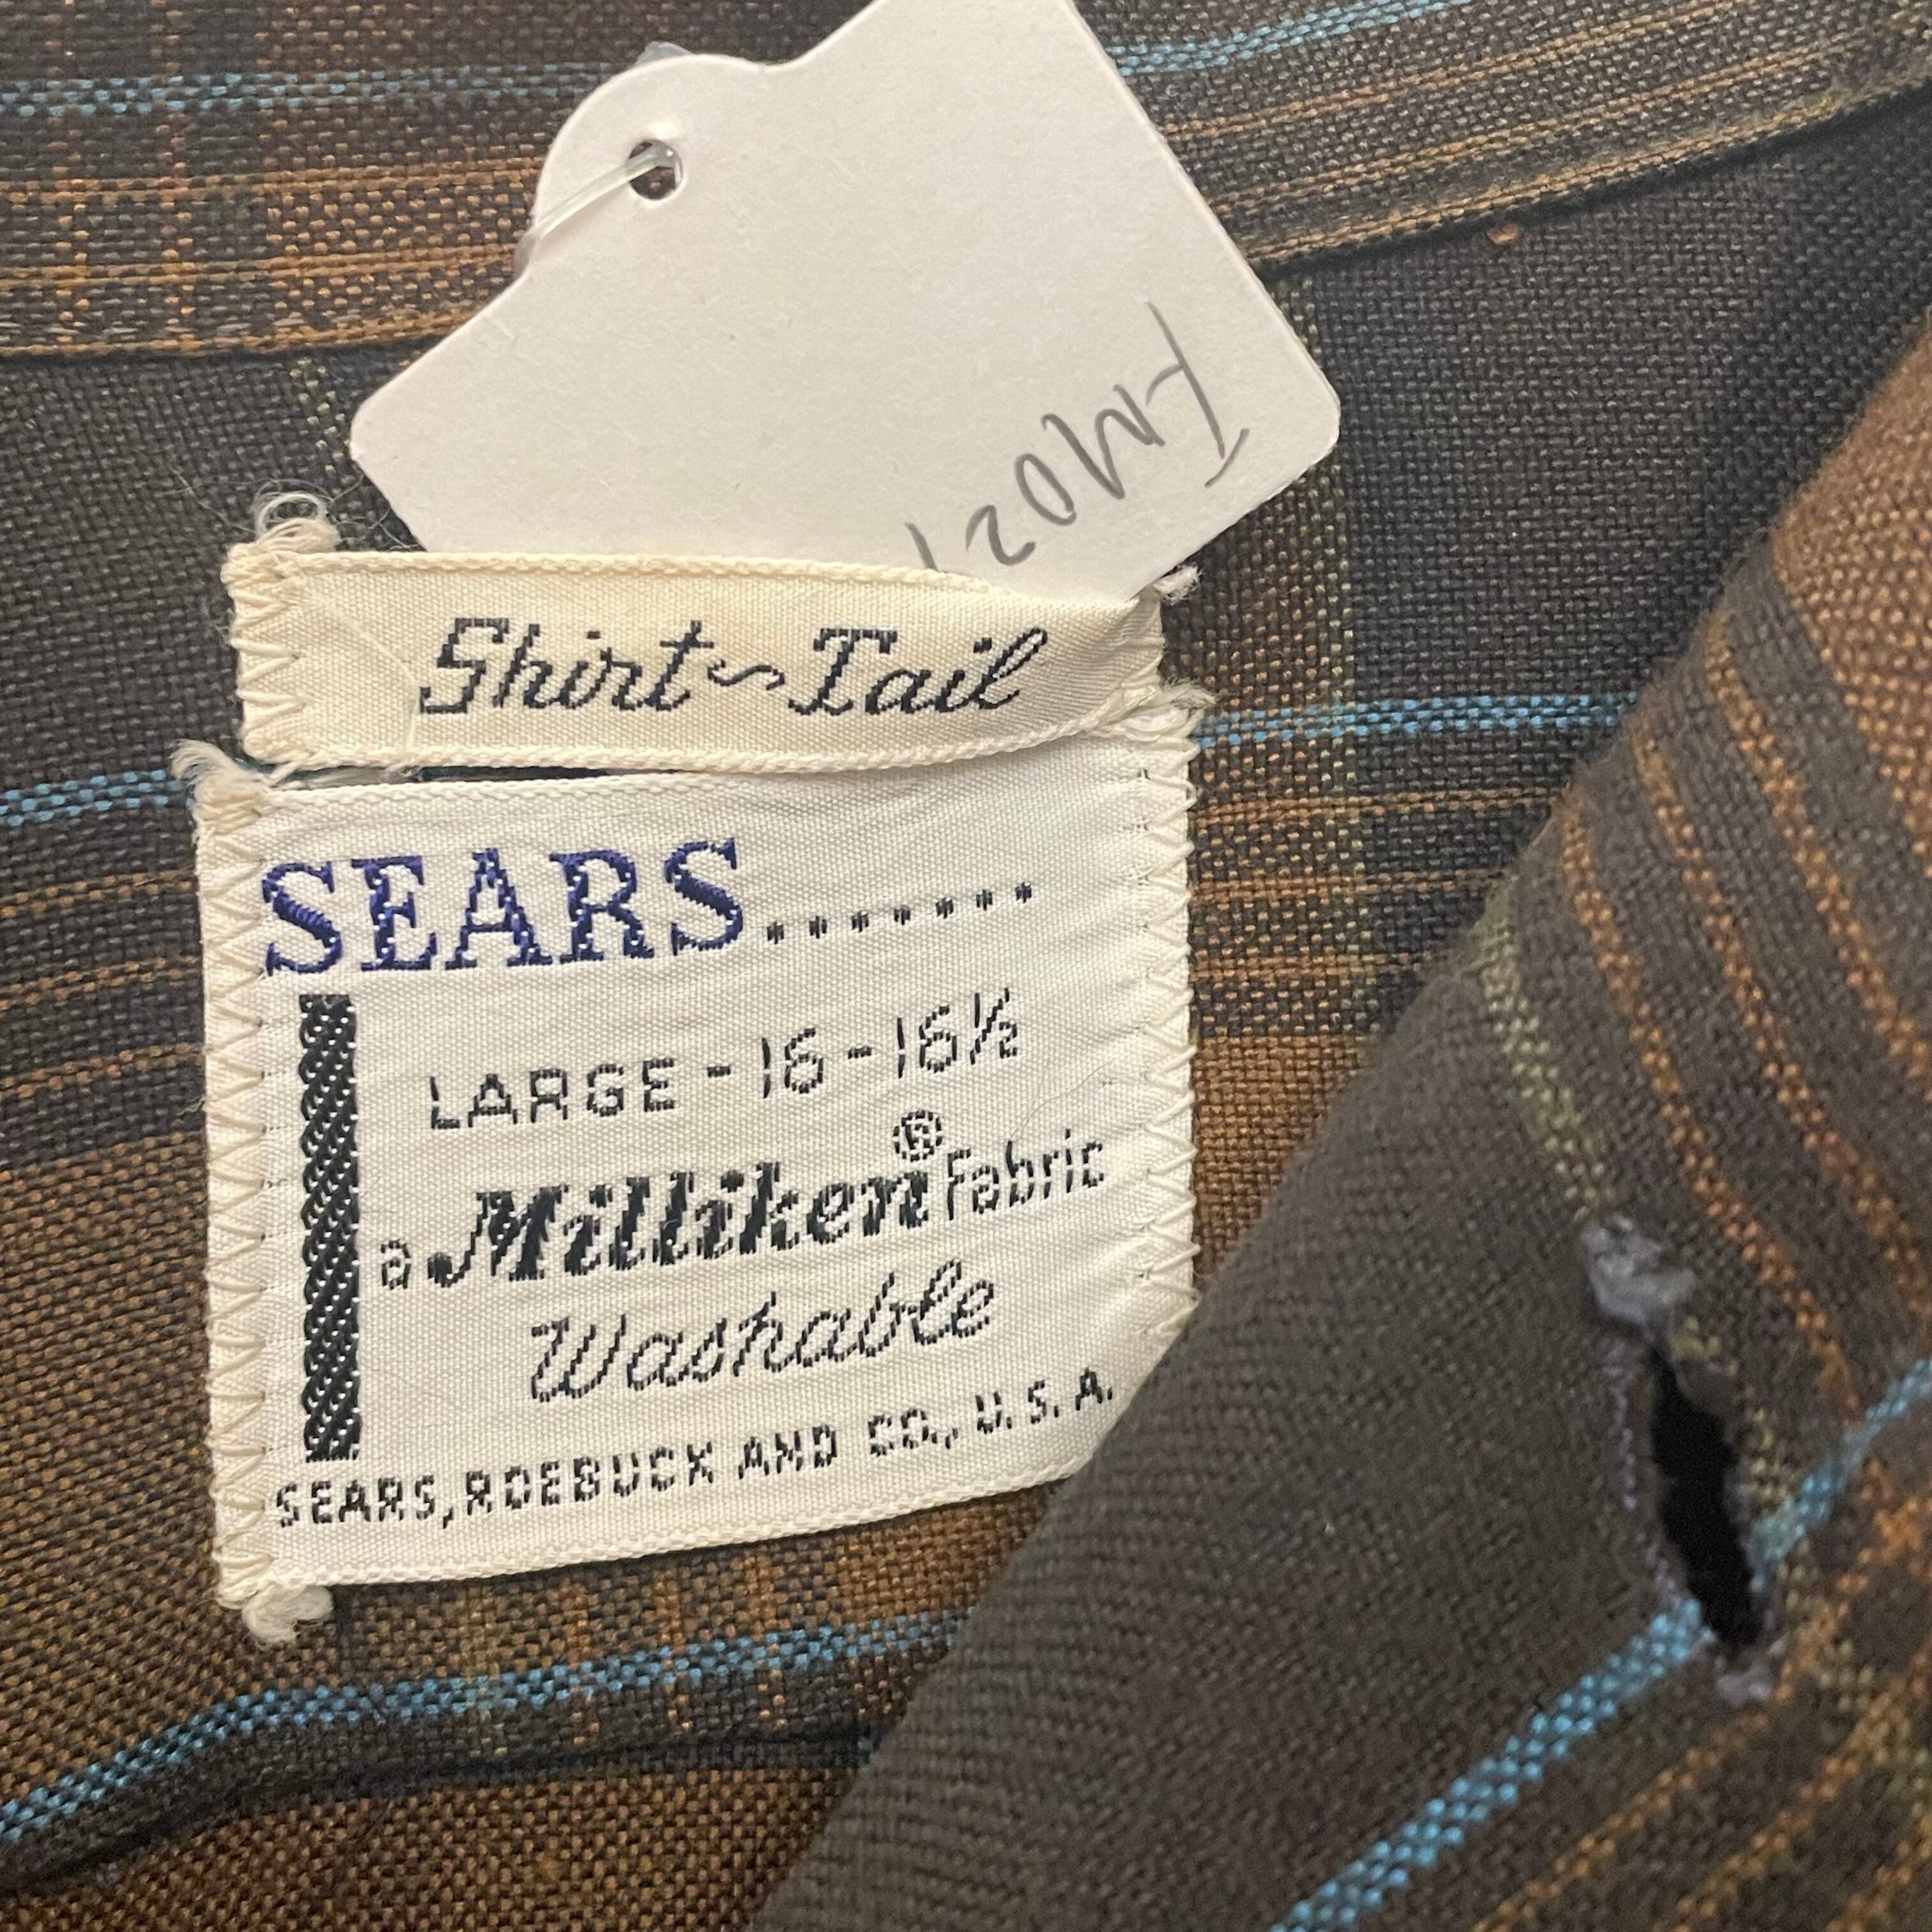 Shirt~Tail
SEARS.......
LARGE - 16 - 16½
a Milliken® Fabric
Washable
SEARS, ROEBUCK AND CO., U.S.A.